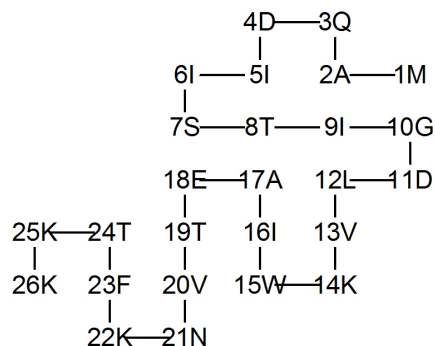 4D 3Q
6I 5I 2A 1M
7S 8T 9I 10G
18E 17A 12L 11D
25K 24T 19T 16I 13V
26K 23F 20V 15W 14K
22K 21N